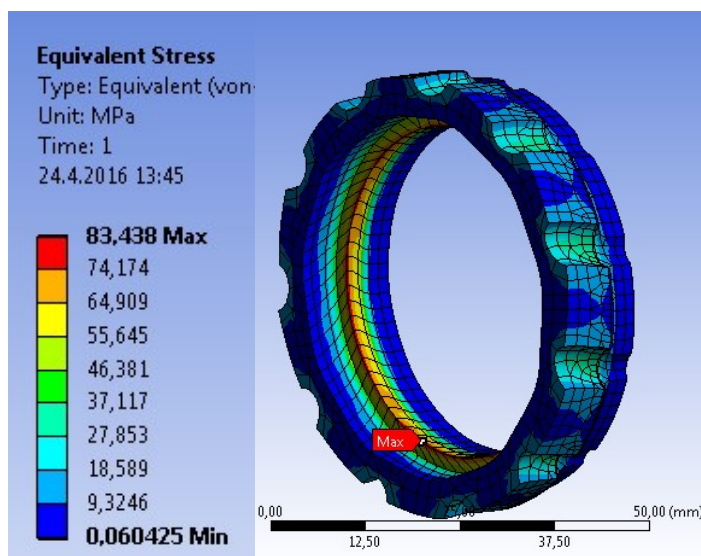 Equivalent Stress
Type: Equivalent (von-
Unit: MPa
Time: 1
24.4.2016 13:45
83,438 Max
74,174
64,909
55,645
46,381
37,117
27,853
18,589
9,3246
0,060425 Min
Max
0,00
50,00 (mm)
12,50
37,50